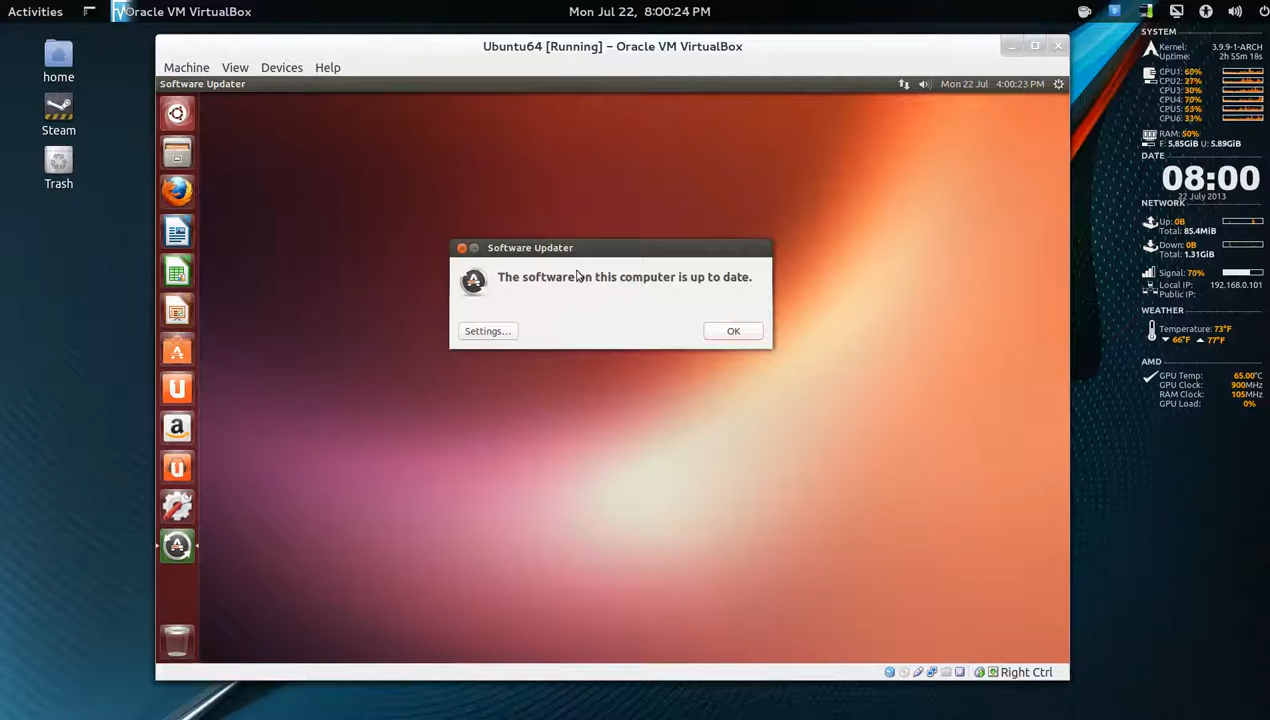 Activities
Oracle VM VirtualBox
Mon Jul 22, 8:00:24 PM
home
Steam
Trash
Ubuntu64 [Running] – Oracle VM VirtualBox
Machine View Devices Help
Software Updater
Mon 22 Jul 4:00:23 PM
Software Updater
The software on this computer is up to date.
Settings...
OK
Right Ctrl
SYSTEM
Kernel: 3.9.9-1-ARCH
Uptime: 2h 55m 18s
CPU1: 60%
CPU2: 27%
CPU3: 30%
CPU4: 70%
CPU5: 63%
CPU6: 33%
RAM: 50%
F: 5.85GiB U: 5.89GiB
DATE
08:00
22 July 2013
NETWORK
Up: 0B
Total: 85.4MiB
Down: 0B
Total: 1.31GiB
Signal: 70%
Local IP: 192.168.0.101
Public IP:
WEATHER
Temperature: 73°F
66°F 77°F
AMD
GPU Temp: 65.00°C
GPU Clock: 900MHz
RAM Clock: 105MHz
GPU Load: 0%